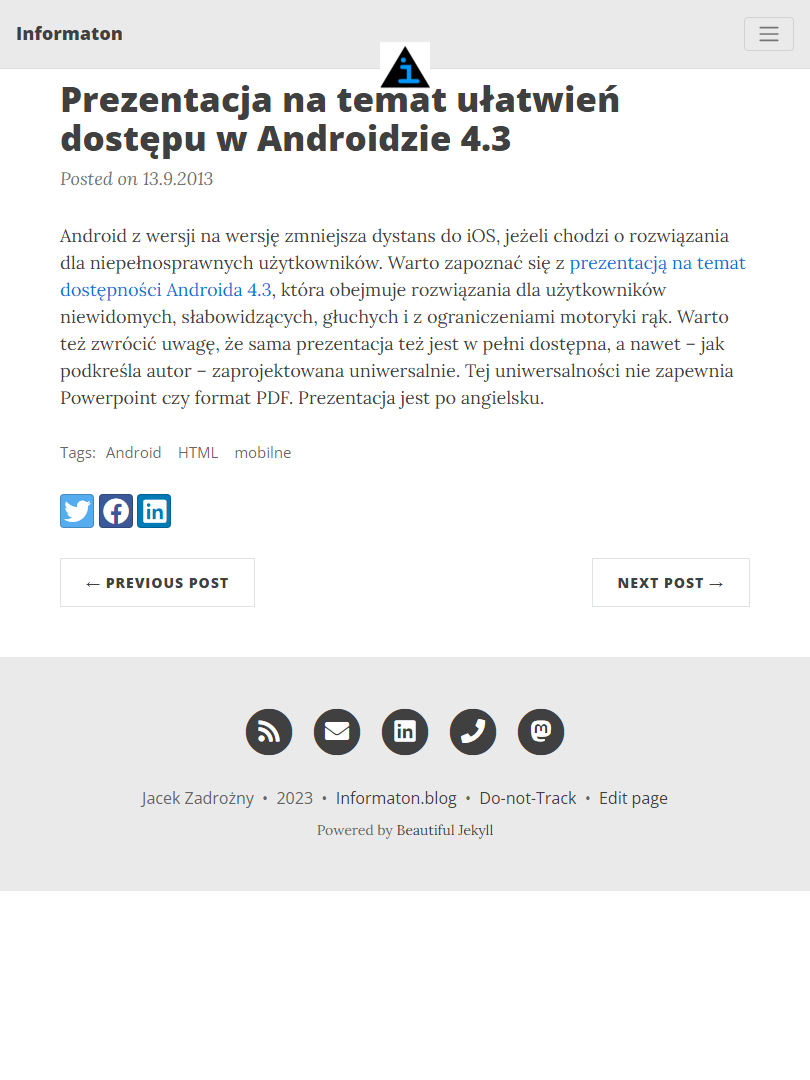 Informaton
Prezentacja na temat ułatwień
dostępu w Androidzie 4.3
Posted on 13.9.2013
Android z wersji na wersję zmniejsza dystans do iOS, jeżeli chodzi o rozwiązania
dla niepełnosprawnych użytkowników. Warto zapoznać się z prezentacją na temat
dostępności Androida 4.3, która obejmuje rozwiązania dla użytkowników
niewidomych, słabowidzących, głuchych i z ograniczeniami motoryki rąk. Warto
też zwrócić uwagę, że sama prezentacja też jest w pełni dostępna, a nawet – jak
podkreśla autor – zaprojektowana uniwersalnie. Tej uniwersalności nie zapewnia
Powerpoint czy format PDF. Prezentacja jest po angielsku.
Tags: Android HTML mobilne
← PREVIOUS POST
NEXT POST →
Jacek Zadrożny • 2023 • Informaton.blog • Do-not-Track • Edit page
Powered by Beautiful Jekyll